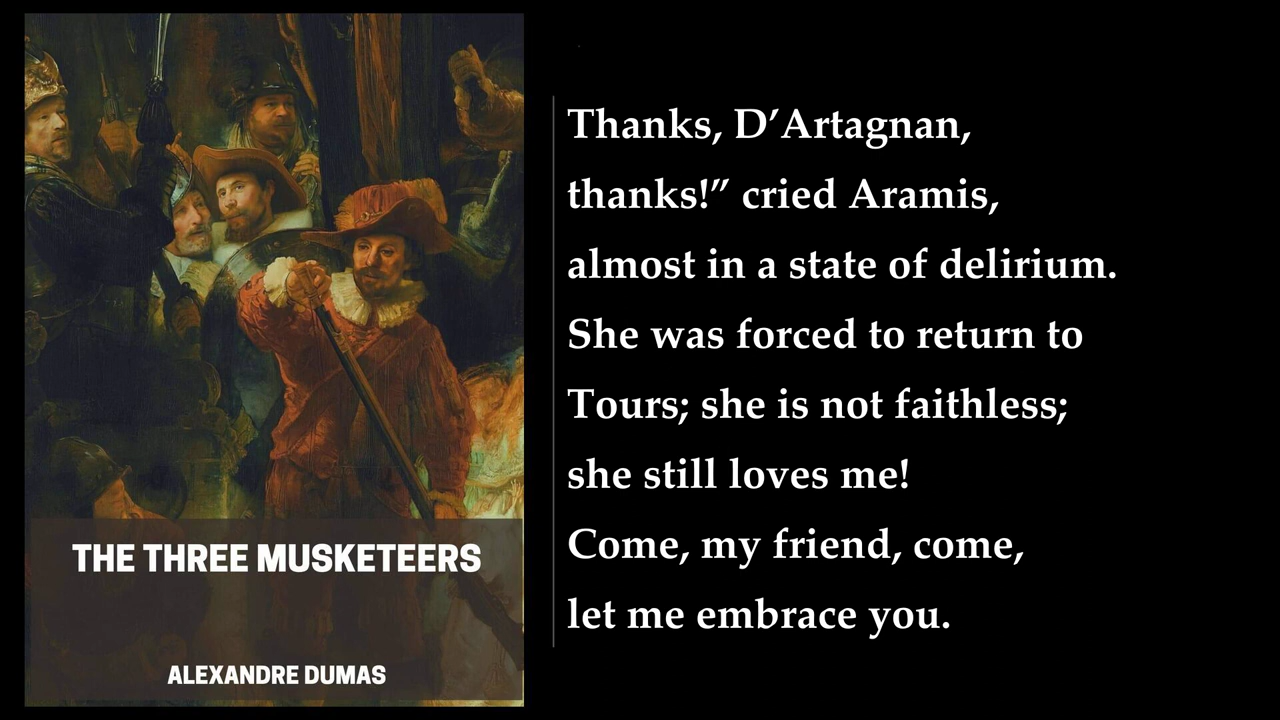 THE THREE MUSKETEERS
ALEXANDRE DUMAS
Thanks, D’Artagnan,
thanks!” cried Aramis,
almost in a state of delirium.
She was forced to return to
Tours; she is not faithless;
she still loves me!
Come, my friend, come,
let me embrace you.